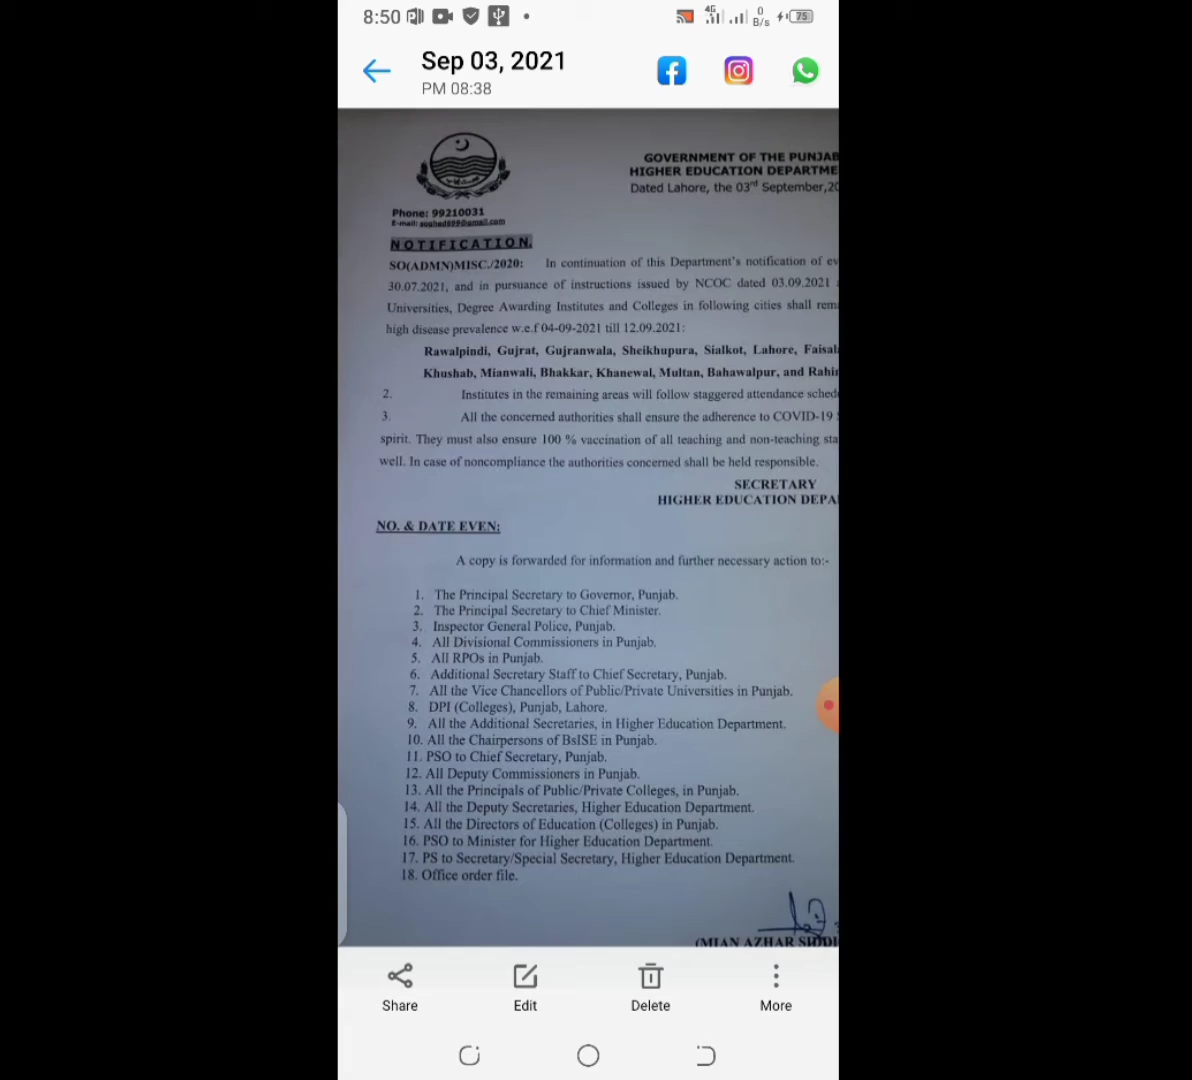 8:50
4G
0
B/s
75
Sep 03, 2021
PM 08:38
GOVERNMENT OF THE PUNJAB
HIGHER EDUCATION DEPARTME
Dated Lahore, the 03rd September,20
Phone: 99210031
E-mail:
NOTIFICATION.
SO(ADMN)MISC./2020: In continuation of this Department's notification of ev
30.07.2021, and in pursuance of instructions issued by NCOC dated 03.09.2021
Universities, Degree Awarding Institutes and Colleges in following cities shall rem
high disease prevalence w.e.f 04-09-2021 till 12.09.2021:
Rawalpindi, Gujrat, Gujranwala, Sheikhupura, Sialkot, Lahore, Faisal
Khushab, Mianwali, Bhakkar, Khanewal, Multan, Bahawalpur, and Rahi
2. Institutes in the remaining areas will follow staggered attendance sched
3. All the concerned authorities shall ensure the adherence to COVID-19
spirit. They must also ensure 100 % vaccination of all teaching and non-teaching sta
well. In case of noncompliance the authorities concerned shall be held responsible.
SECRETARY
HIGHER EDUCATION DEPA
NO. & DATE EVEN:
A copy is forwarded for information and further necessary action to:-
1. The Principal Secretary to Governor, Punjab.
2. The Principal Secretary to Chief Minister.
3. Inspector General Police, Punjab.
4. All Divisional Commissioners in Punjab.
5. All RPOs in Punjab.
6. Additional Secretary Staff to Chief Secretary, Punjab.
7. All the Vice Chancellors of Public/Private Universities in Punjab.
8. DPI (Colleges), Punjab, Lahore.
9. All the Additional Secretaries, in Higher Education Department.
10. All the Chairpersons of BsISE in Punjab.
11. PSO to Chief Secretary, Punjab.
12. All Deputy Commissioners in Punjab.
13. All the Principals of Public/Private Colleges, in Punjab.
14. All the Deputy Secretaries, Higher Education Department.
15. All the Directors of Education (Colleges) in Punjab.
16. PSO to Minister for Higher Education Department.
17. PS to Secretary/Special Secretary, Higher Education Department.
18. Office order file.
(MIAN AZHAR SIDDI
Share
Edit
Delete
More